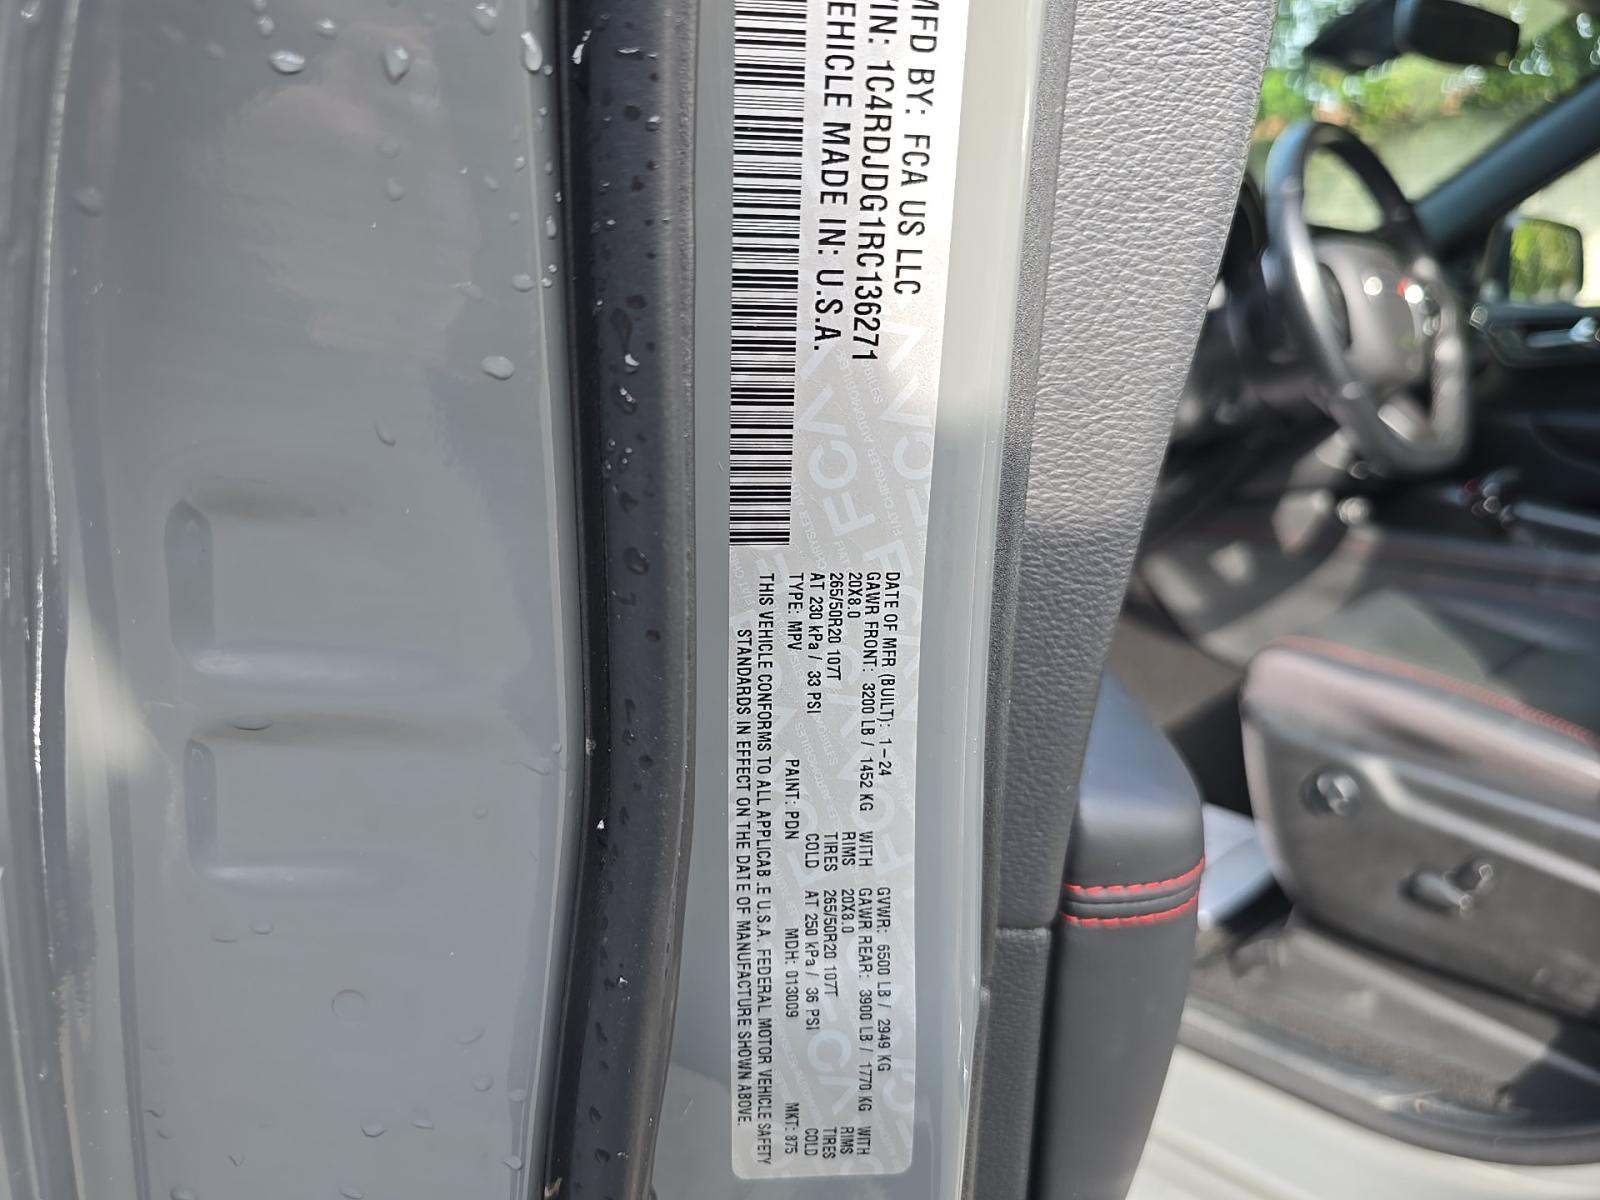 MFD BY: FCA US LLC
VIN: 1C4RDJDG1RC136271
VEHICLE MADE IN: U.S.A.
DATE OF MFR (BUILT): 1-24 GVWR: 6500 LB / 2949 KG
GAWR FRONT: 3200 LB / 1452 KG WITH GAWR REAR: 3900 LB / 1770 KG WITH
20X8.0 RIMS 20X8.0 RIMS
265/50R20 107T TIRES 265/50R20 107T TIRES
AT 230 kPa / 33 PSI COLD AT 250 kPa / 36 PSI COLD
TYPE: MPV PAINT: PDN MDH: 013009 MKT: 875
THIS VEHICLE CONFORMS TO ALL APPLICAB.E U.S.A. FEDERAL MOTOR VEHICLE SAFETY
STANDARDS IN EFFECT ON THE DATE OF MANUFACTURE SHOWN ABOVE.
FCA
FCA